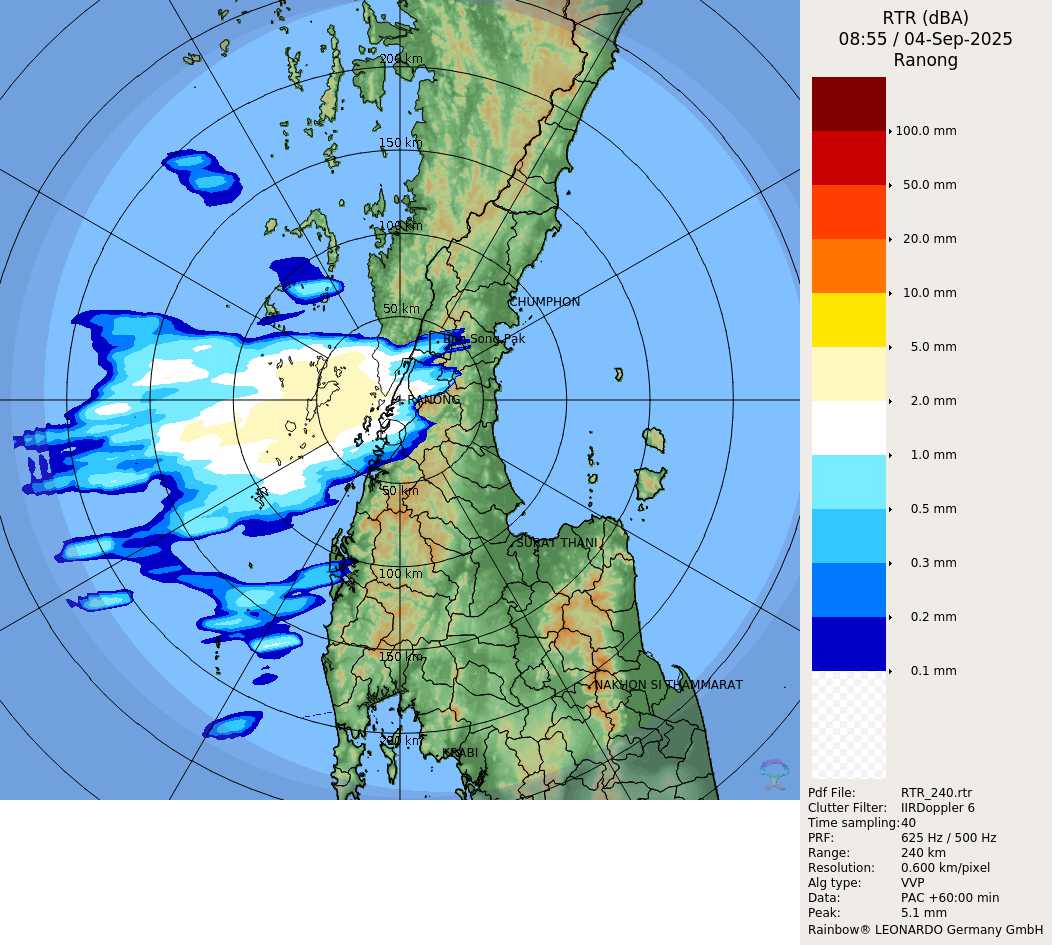 RTR (dBA)
08:55 / 04-Sep-2025
Ranong
100.0 mm
50.0 mm
20.0 mm
10.0 mm
5.0 mm
2.0 mm
1.0 mm
0.5 mm
0.3 mm
0.2 mm
0.1 mm
Pdf File: RTR_240.rtr
Clutter Filter: IIRDoppler 6
Time sampling: 40
PRF: 625 Hz / 500 Hz
Range: 240 km
Resolution: 0.600 km/pixel
Alg type: VVP
Data: PAC +60:00 min
Peak: 5.1 mm
Rainbow® LEONARDO Germany GmbH
200 km
150 km
100 km
CHUMPHON
50 km
Song Pak
RANONG
50 km
SURAT THANI
100 km
150 km
NAKHON SI THAMMARAT
200 km
KRABI